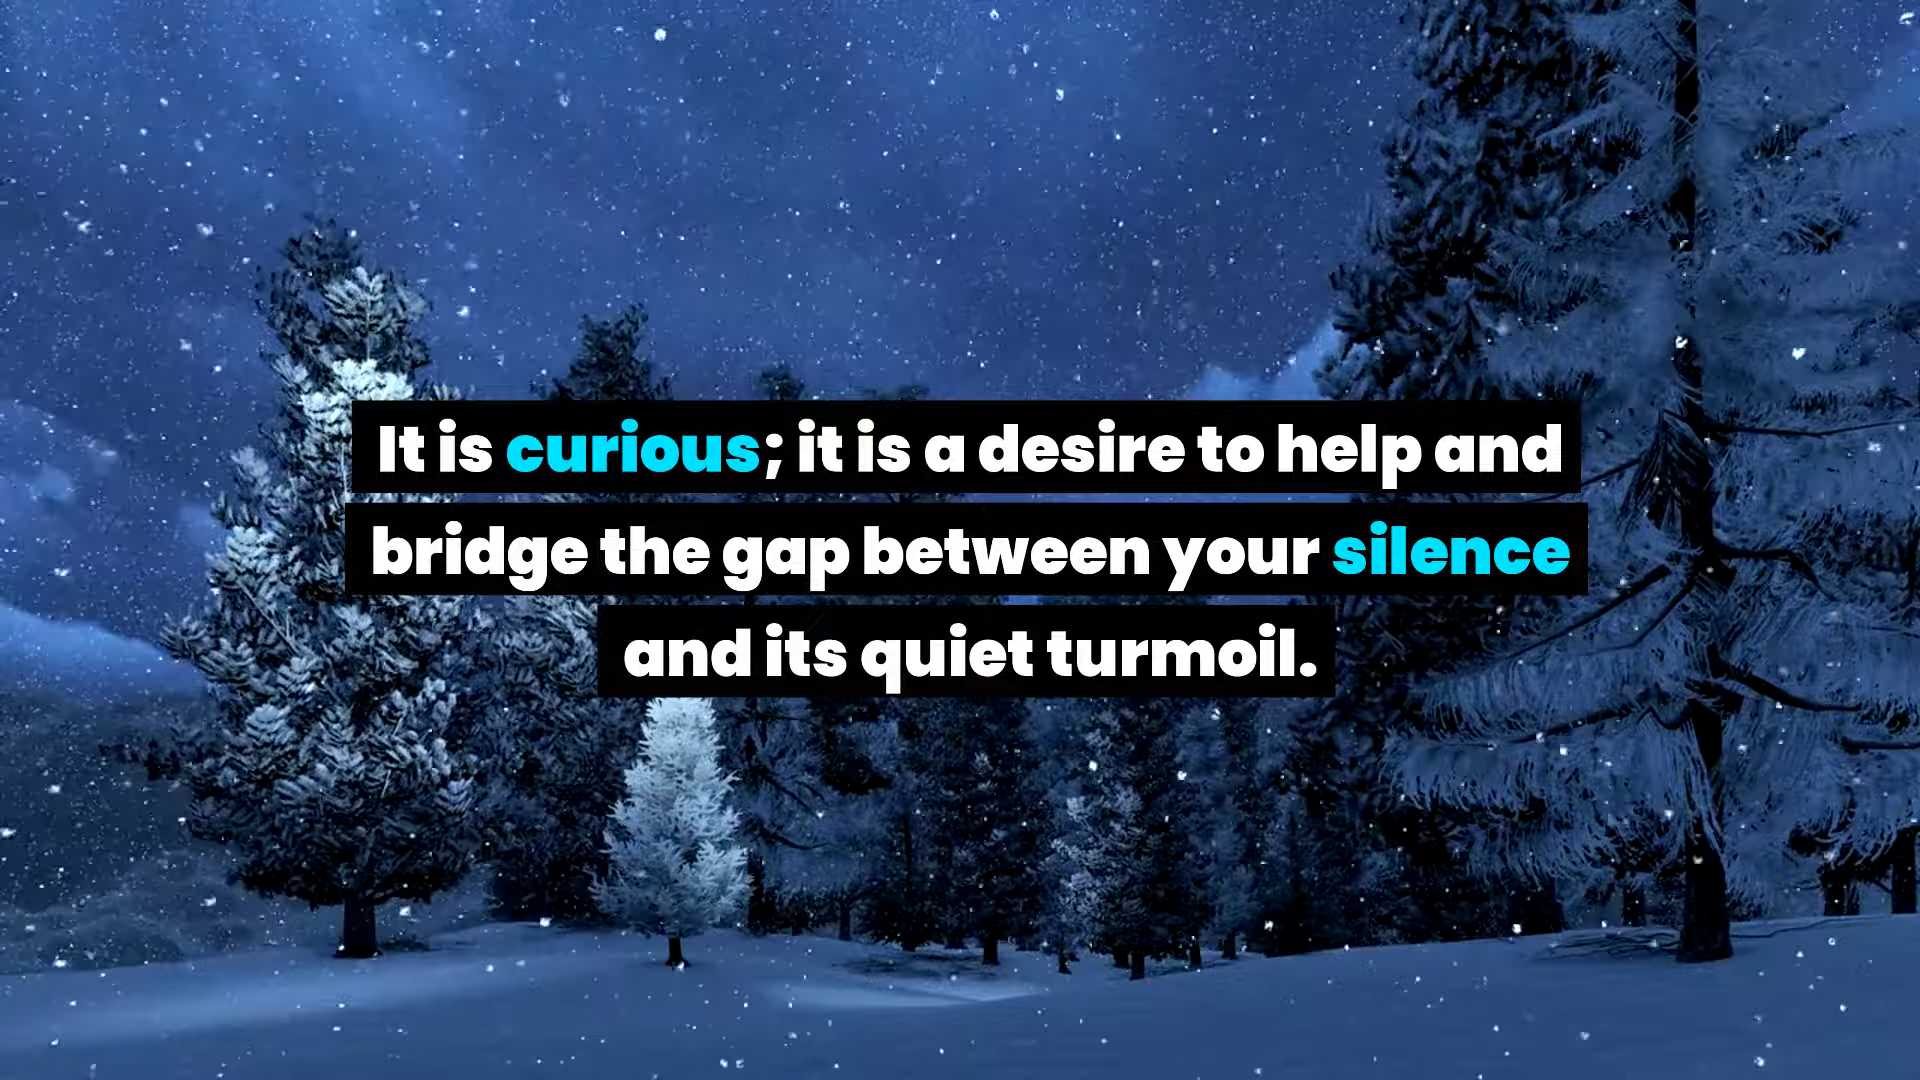 It is curious; it is a desire to help and
bridge the gap between your silence
and its quiet turmoil.